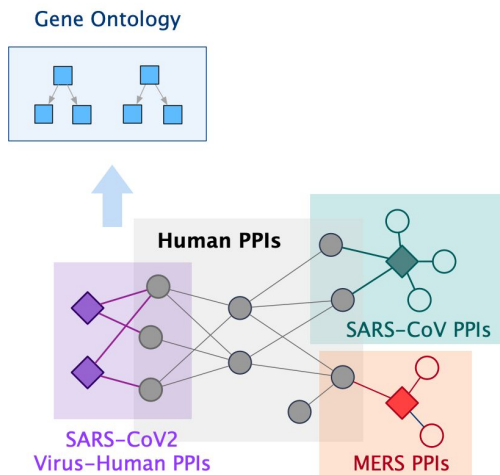 Gene Ontology
Human PPIs
SARS-CoV PPIs
SARS-CoV2
Virus-Human PPIs
MERS PPIs